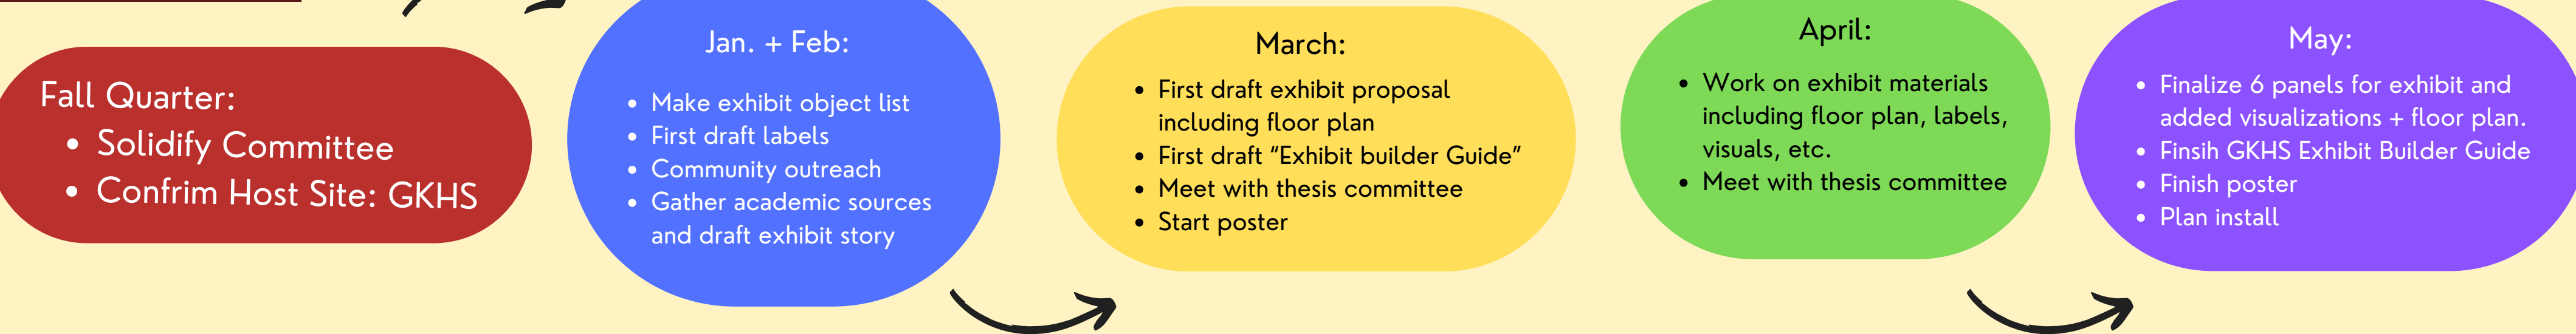 Fall Quarter:
• Solidify Committee
• Confrim Host Site: GKHS
Jan. + Feb:
• Make exhibit object list
• First draft labels
• Community outreach
• Gather academic sources
and draft exhibit story
March:
• First draft exhibit proposal
including floor plan
• First draft “Exhibit builder Guide”
• Meet with thesis committee
• Start poster
April:
• Work on exhibit materials
including floor plan, labels,
visuals, etc.
• Meet with thesis committee
May:
• Finalize 6 panels for exhibit and
added visualizations + floor plan.
• Finsih GKHS Exhibit Builder Guide
• Finish poster
• Plan install